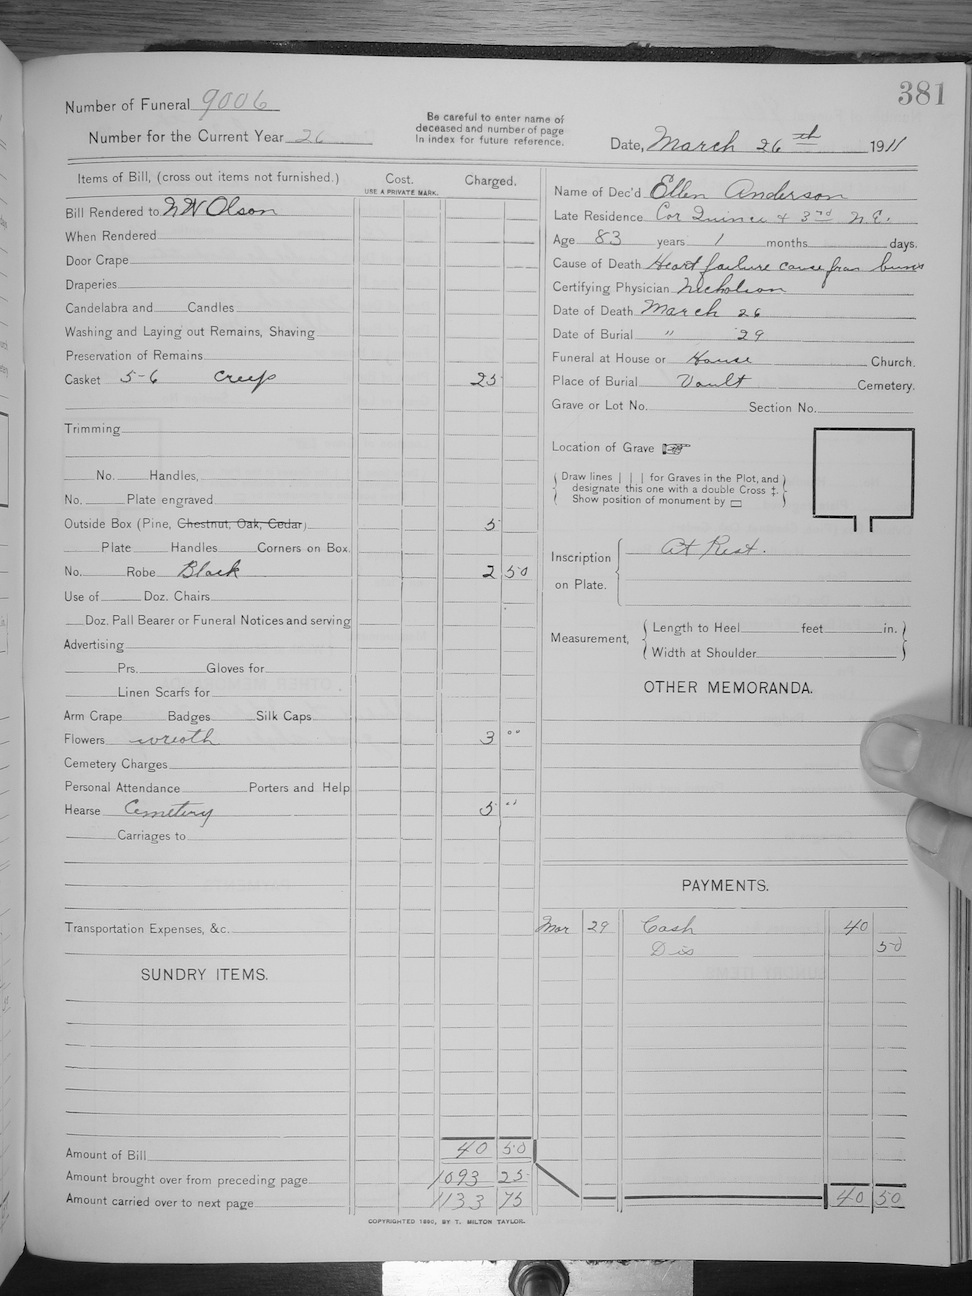 381
Number of Funeral 9006
Number for the Current Year 26
Be careful to enter name of
deceased and number of page
in index for future reference.
Date, March 26th 1911
Items of Bill, (cross out items not furnished.)
Cost.
USE A PRIVATE MARK.
Charged.
Bill Rendered to N W Olson
When Rendered
Door Crape
Draperies
Candelabra and Candles
Washing and Laying out Remains, Shaving
Preservation of Remains
Casket 5-6 Creep 25
Trimming
No. Handles,
No. Plate engraved
Outside Box (Pine, Chestnut, Oak, Cedar) 5
Plate Handles Corners on Box.
No. Robe Black 2 50
Use of Doz. Chairs
Doz. Pall Bearer or Funeral Notices and serving
Advertising
Prs. Gloves for
Linen Scarfs for
Arm Crape Badges Silk Caps
Flowers wreath 3 00
Cemetery Charges
Personal Attendance Porters and Help
Hearse Cemetery 5 "
Carriages to
Transportation Expenses, &c.
SUNDRY ITEMS.
Amount of Bill 40 50
Amount brought over from preceding page 1093 25
Amount carried over to next page 1133 75
Name of Dec'd Ellen Anderson
Late Residence Cor Quince & 3rd N.E.
Age 83 years 1 months days.
Cause of Death Heart failure cause from burns
Certifying Physician Nicholson
Date of Death March 26
Date of Burial " 29
Funeral at House or House Church.
Place of Burial Vault Cemetery.
Grave or Lot No. Section No.
Location of Grave
Draw lines | | | for Graves in the Plot, and
designate this one with a double Cross ‡.
Show position of monument by ▭
Inscription
on Plate.
At Rest.
Measurement,
Length to Heel feet in.
Width at Shoulder
OTHER MEMORANDA.
PAYMENTS.
Mar 29 Cash 40
Dis 50
40 50
COPYRIGHTED 1890, BY T. MILTON TAYLOR.